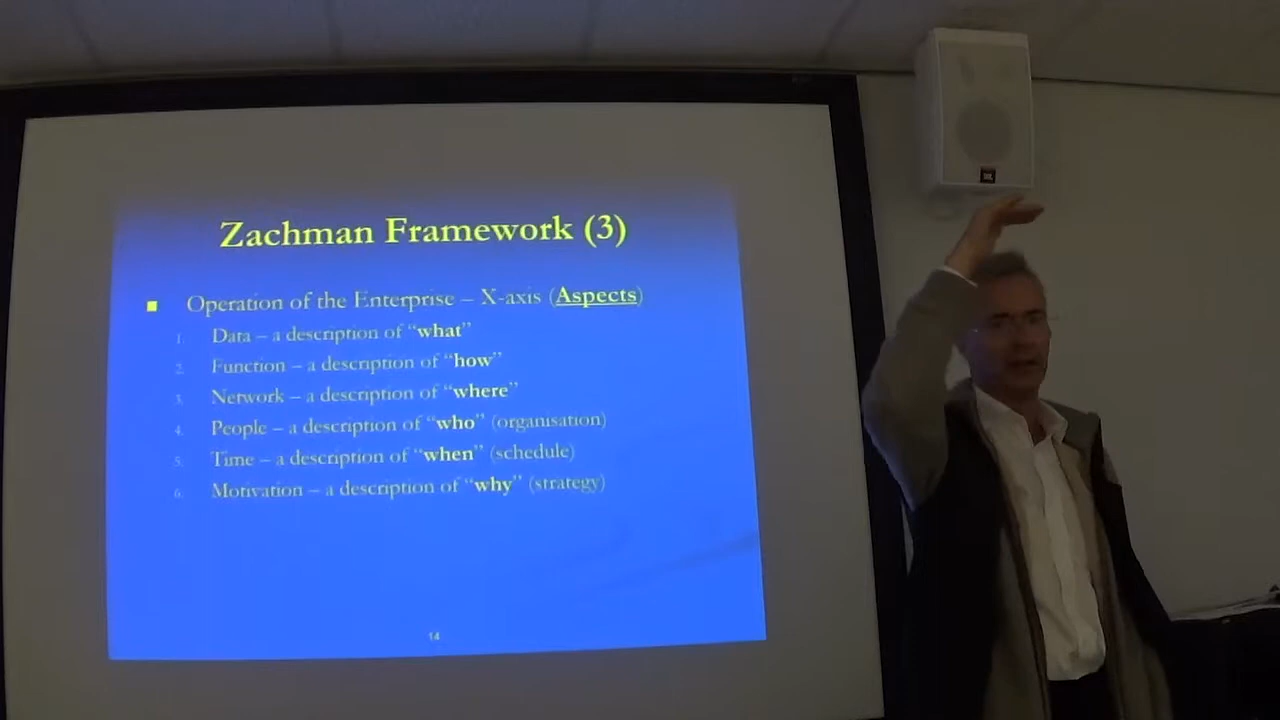 Zachman Framework (3)
Operation of the Enterprise – X-axis (Aspects)
1. Data – a description of “what”
2. Function – a description of “how”
3. Network – a description of “where”
4. People – a description of “who” (organisation)
5. Time – a description of “when” (schedule)
6. Motivation – a description of “why” (strategy)
14